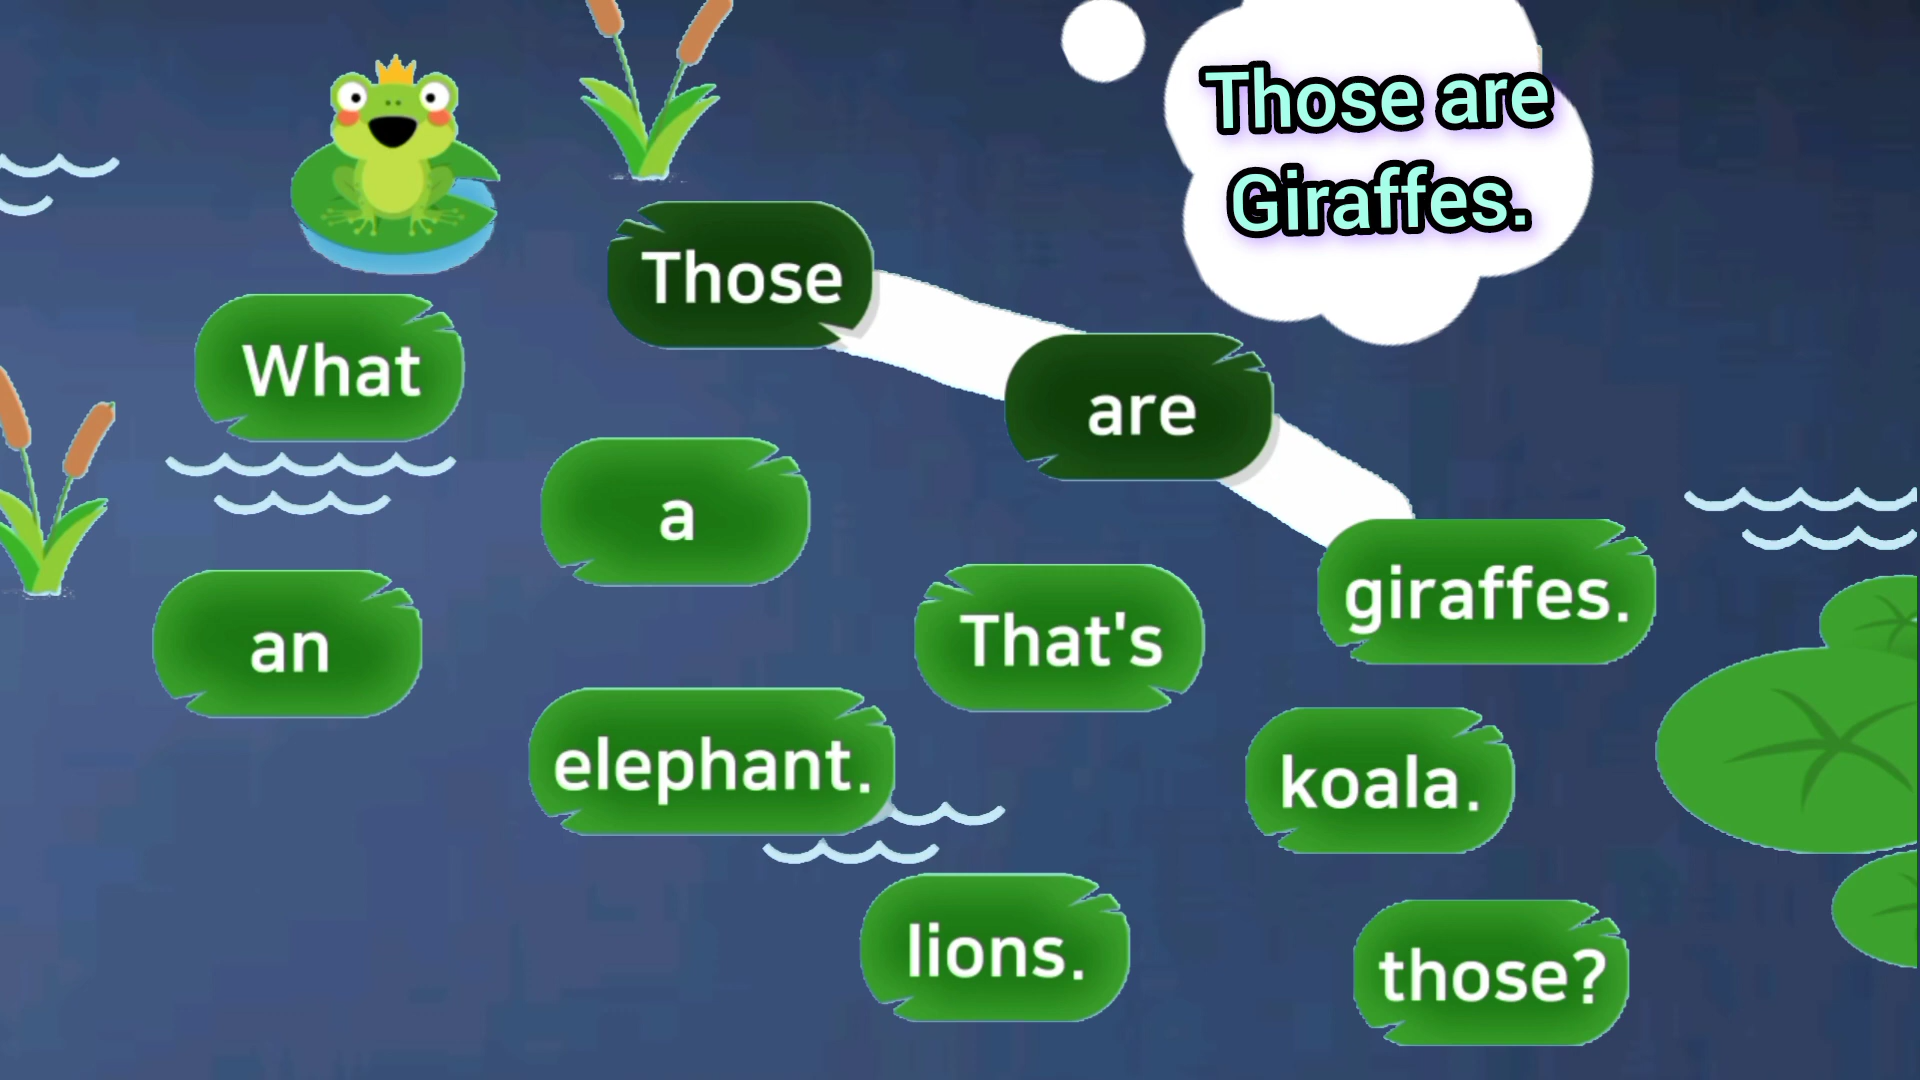 Those are
Giraffes.
Those
What
are
a
giraffes.
an
That's
elephant.
koala.
lions.
those?